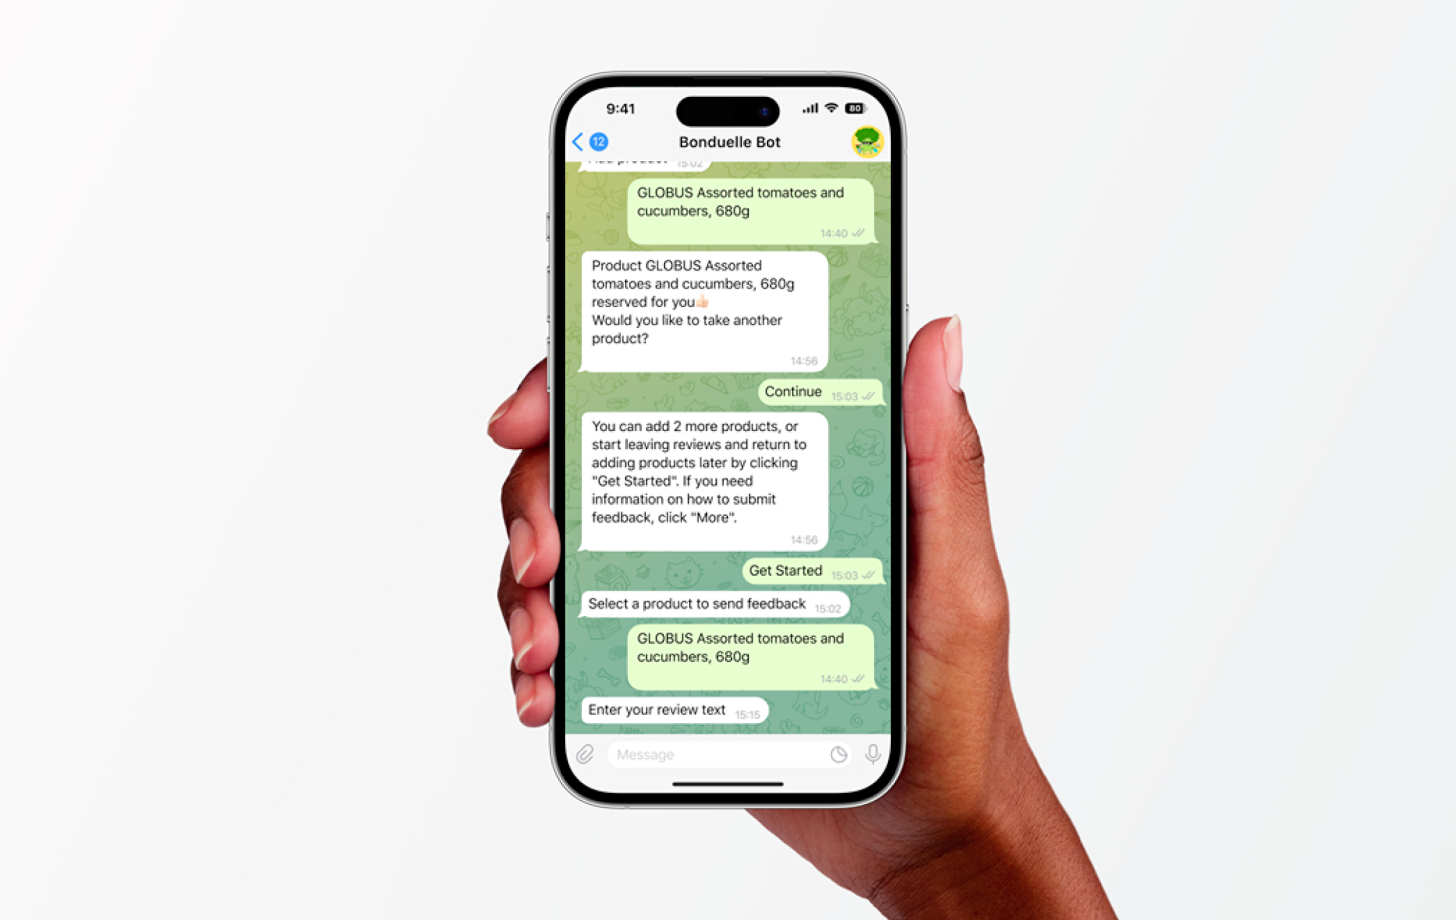 9:41
80
12
Bonduelle Bot
Add product 15:02
GLOBUS Assorted tomatoes and
cucumbers, 680g
14:40
Product GLOBUS Assorted
tomatoes and cucumbers, 680g
reserved for you👍🏻
Would you like to take another
product?
14:56
Continue 15:03
You can add 2 more products, or
start leaving reviews and return to
adding products later by clicking
"Get Started". If you need
information on how to submit
feedback, click "More".
14:56
Get Started 15:03
Select a product to send feedback 15:02
GLOBUS Assorted tomatoes and
cucumbers, 680g
14:40
Enter your review text 15:15
Message